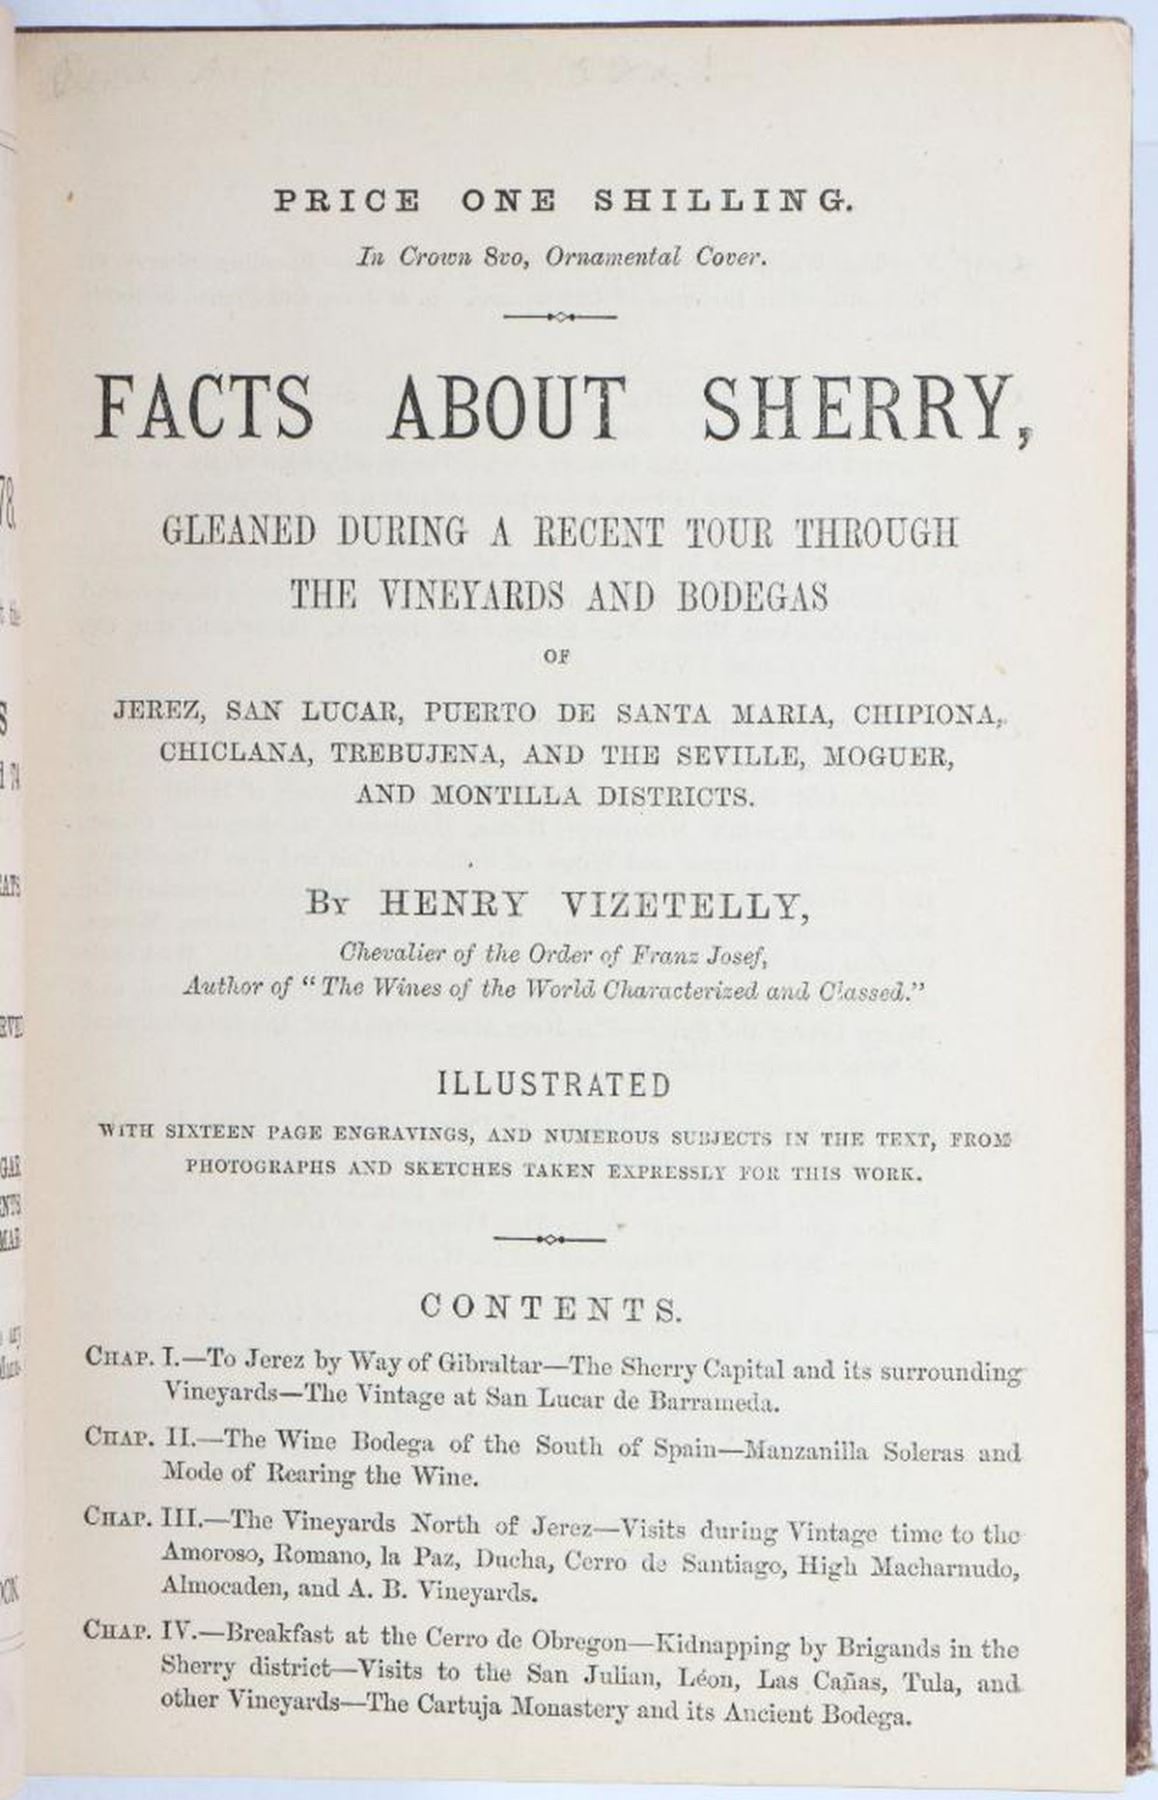 PRICE ONE SHILLING.
In Crown 8vo, Ornamental Cover.
FACTS ABOUT SHERRY,
GLEANED DURING A RECENT TOUR THROUGH
THE VINEYARDS AND BODEGAS
OF
JEREZ, SAN LUCAR, PUERTO DE SANTA MARIA, CHIPIONA,
CHICLANA, TREBUJENA, AND THE SEVILLE, MOGUER,
AND MONTILLA DISTRICTS.
BY HENRY VIZETELLY,
Chevalier of the Order of Franz Josef,
Author of "The Wines of the World Characterized and Classed."
ILLUSTRATED
WITH SIXTEEN PAGE ENGRAVINGS, AND NUMEROUS SUBJECTS IN THE TEXT, FROM
PHOTOGRAPHS AND SKETCHES TAKEN EXPRESSLY FOR THIS WORK.
CONTENTS.
CHAP. I.—To Jerez by Way of Gibraltar—The Sherry Capital and its surrounding
Vineyards—The Vintage at San Lucar de Barrameda.
CHAP. II.—The Wine Bodega of the South of Spain—Manzanilla Soleras and
Mode of Rearing the Wine.
CHAP. III.—The Vineyards North of Jerez—Visits during Vintage time to the
Amoroso, Romano, la Paz, Ducha, Cerro de Santiago, High Macharnudo,
Almocaden, and A. B. Vineyards.
CHAP. IV.—Breakfast at the Cerro de Obregon—Kidnapping by Brigands in the
Sherry district—Visits to the San Julian, Léon, Las Cañas, Tula, and
other Vineyards—The Cartuja Monastery and its Ancient Bodega.